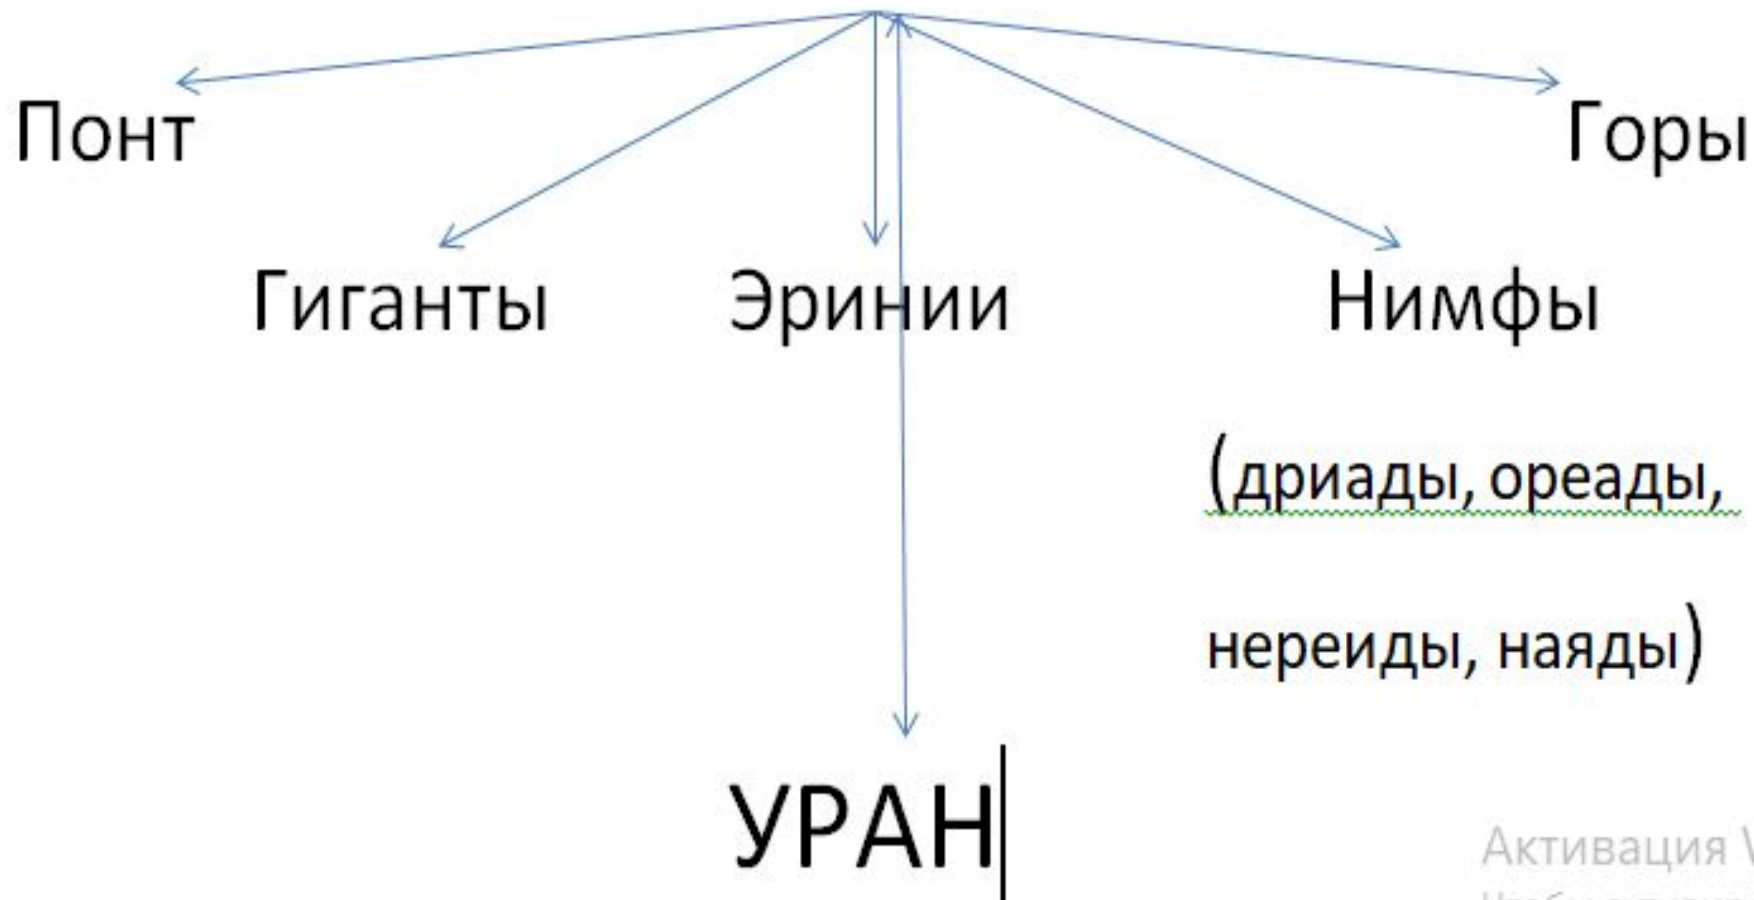 Понт Горы
Гиганты Эринии Нимфы
(дриады, ореады,
нереиды, наяды)
УРАН
Активация